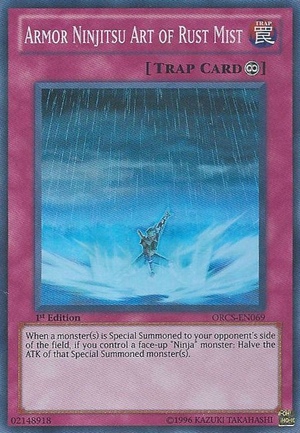 Armor Ninjitsu Art of Rust Mist
TRAP
罠
[Trap Card]
1st Edition
ORCS-EN069
When a monster(s) is Special Summoned to your opponent's side
of the field, if you control a face-up "Ninja" monster: Halve the
ATK of that Special Summoned monster(s).
02148918
©1996 KAZUKI TAKAHASHI